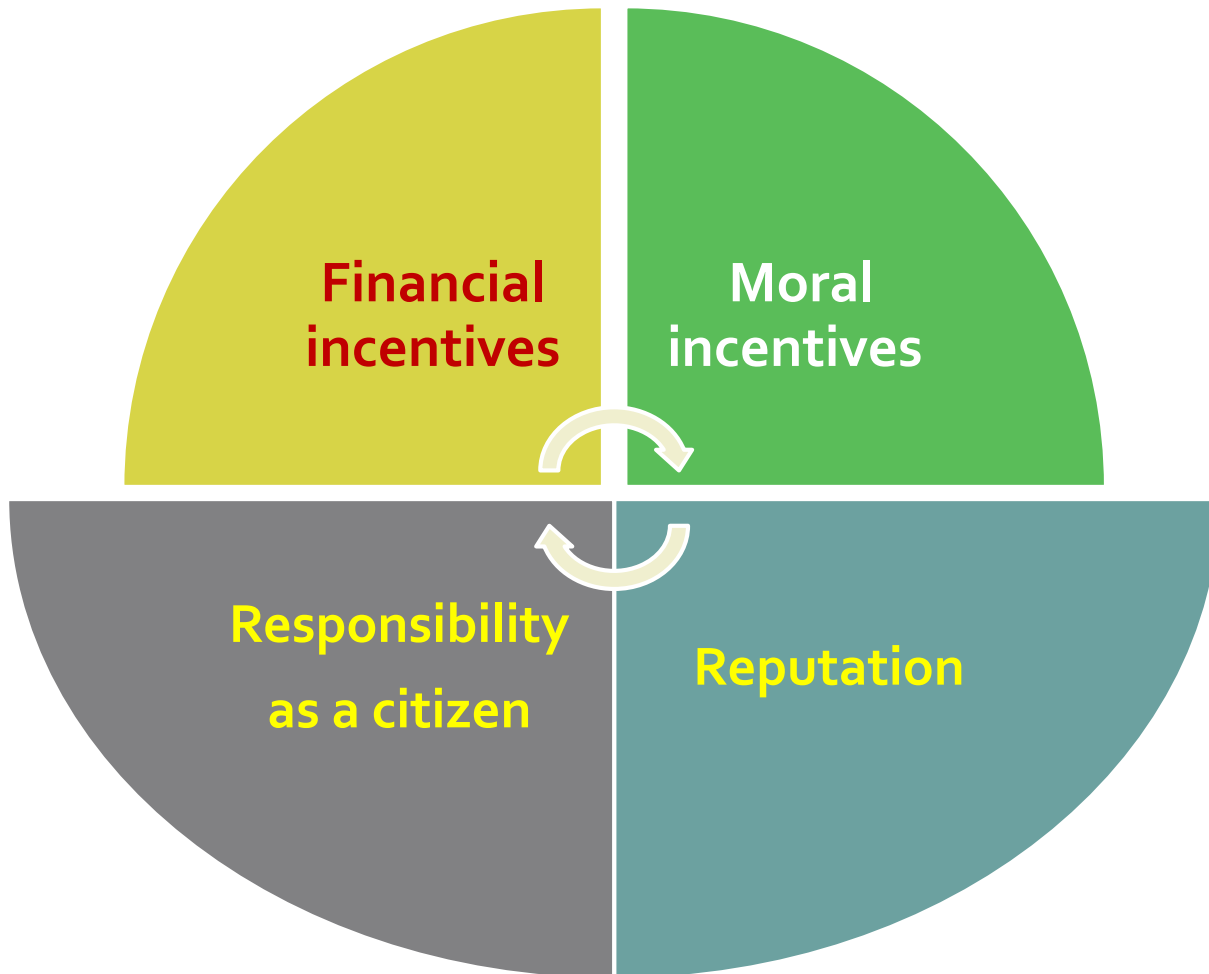 Financial
incentives
Moral
incentives
Responsibility
as a citizen
Reputation